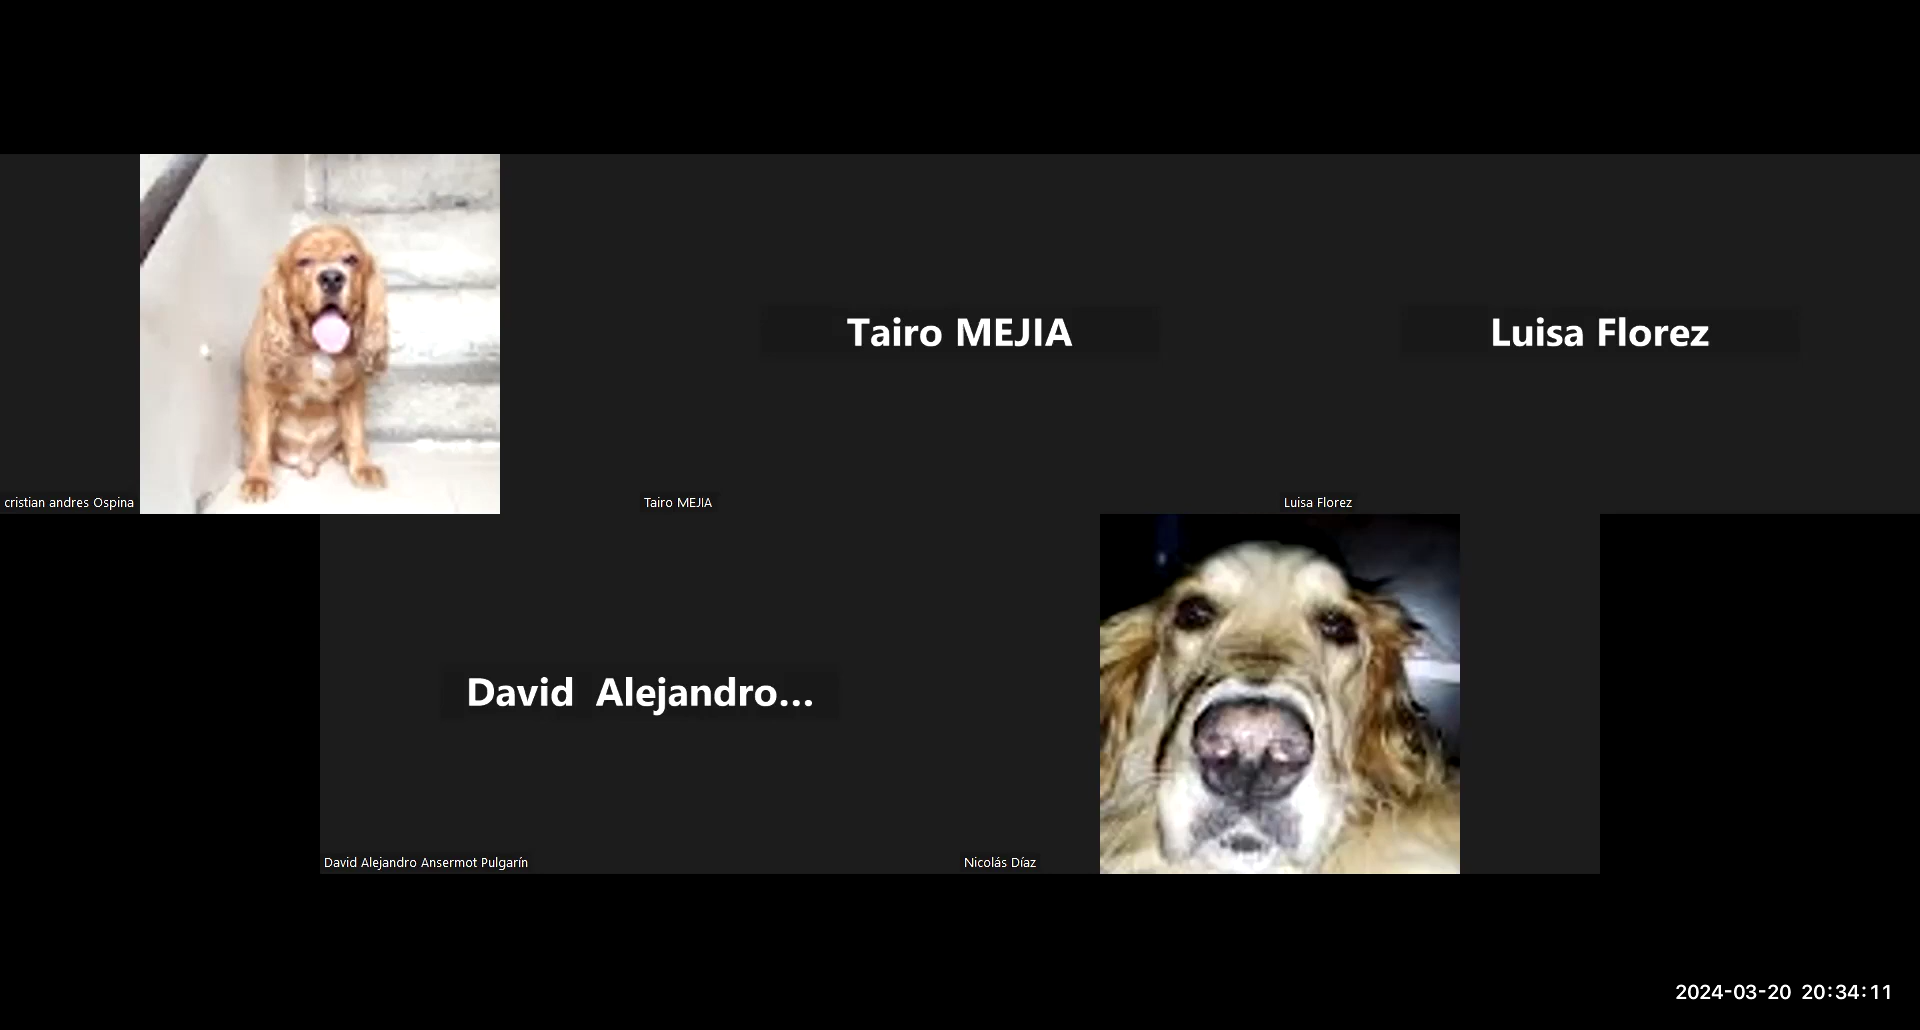 Tairo MEJIA
Luisa Florez
cristian andres Ospina
Tairo MEJIA
Luisa Florez
David  Alejandro...
David Alejandro Ansermot Pulgarín
Nicolás Díaz
2024-03-20 20:34:11